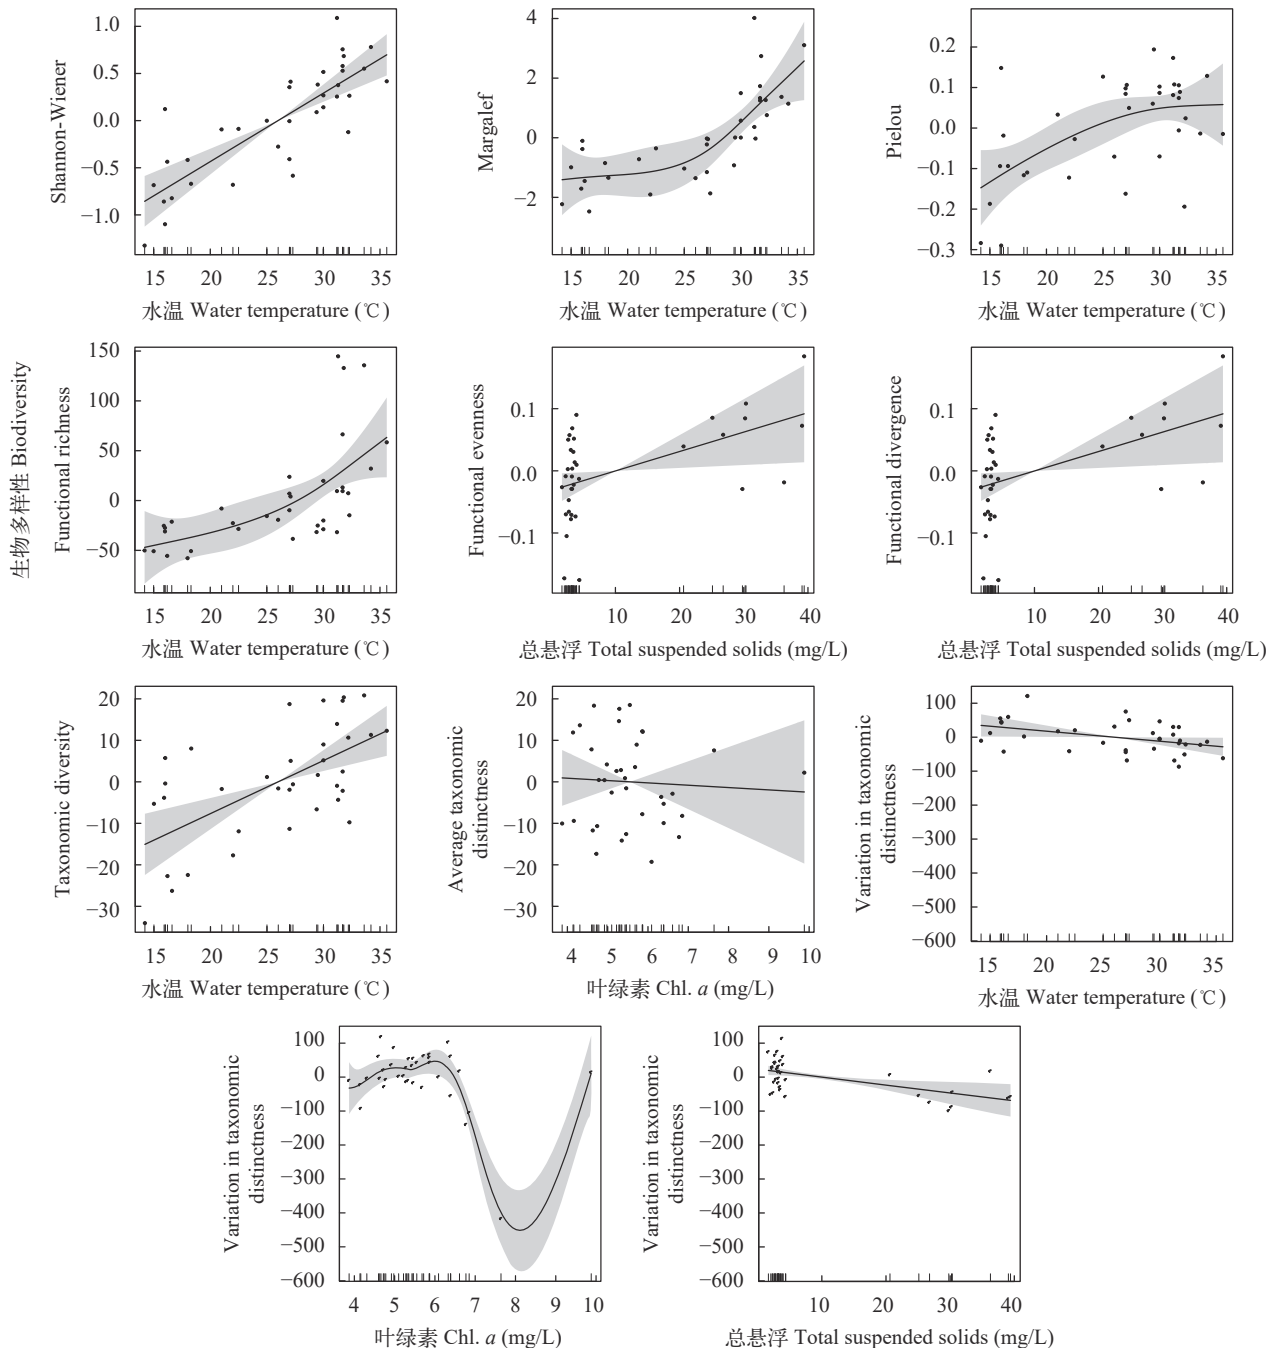 1.0
0.5
0.0
−0.5
−1.0
Shannon-Wiener
15 20 25 30 35
水温 Water temperature (℃)
4
2
0
−2
Margalef
15 20 25 30 35
水温 Water temperature (℃)
0.2
0.1
0.0
−0.1
−0.2
−0.3
Pielou
15 20 25 30 35
水温 Water temperature (℃)
生物多样性 Biodiversity
150
100
50
0
−50
Functional richness
15 20 25 30 35
水温 Water temperature (℃)
0.1
0.0
−0.1
Functional evenness
10 20 30 40
总悬浮 Total suspended solids (mg/L)
0.1
0.0
−0.1
Functional divergence
10 20 30 40
总悬浮 Total suspended solids (mg/L)
20
10
0
−10
−20
−30
Taxonomic diversity
15 20 25 30 35
水温 Water temperature (℃)
20
10
0
−10
−20
−30
Average taxonomic
distinctness
4 5 6 7 8 9 10
叶绿素 Chl. a (mg/L)
100
0
−100
−200
−300
−400
−500
−600
Variation in taxonomic
distinctness
15 20 25 30 35
水温 Water temperature (℃)
100
0
−100
−200
−300
−400
−500
−600
Variation in taxonomic
distinctness
4 5 6 7 8 9 10
叶绿素 Chl. a (mg/L)
100
0
−100
−200
−300
−400
−500
−600
Variation in taxonomic
distinctness
10 20 30 40
总悬浮 Total suspended solids (mg/L)